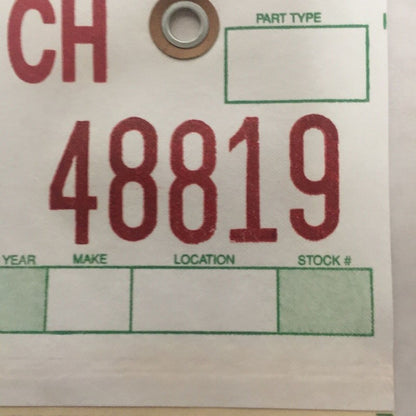 CH
PART TYPE
48819
YEAR MAKE LOCATION STOCK #